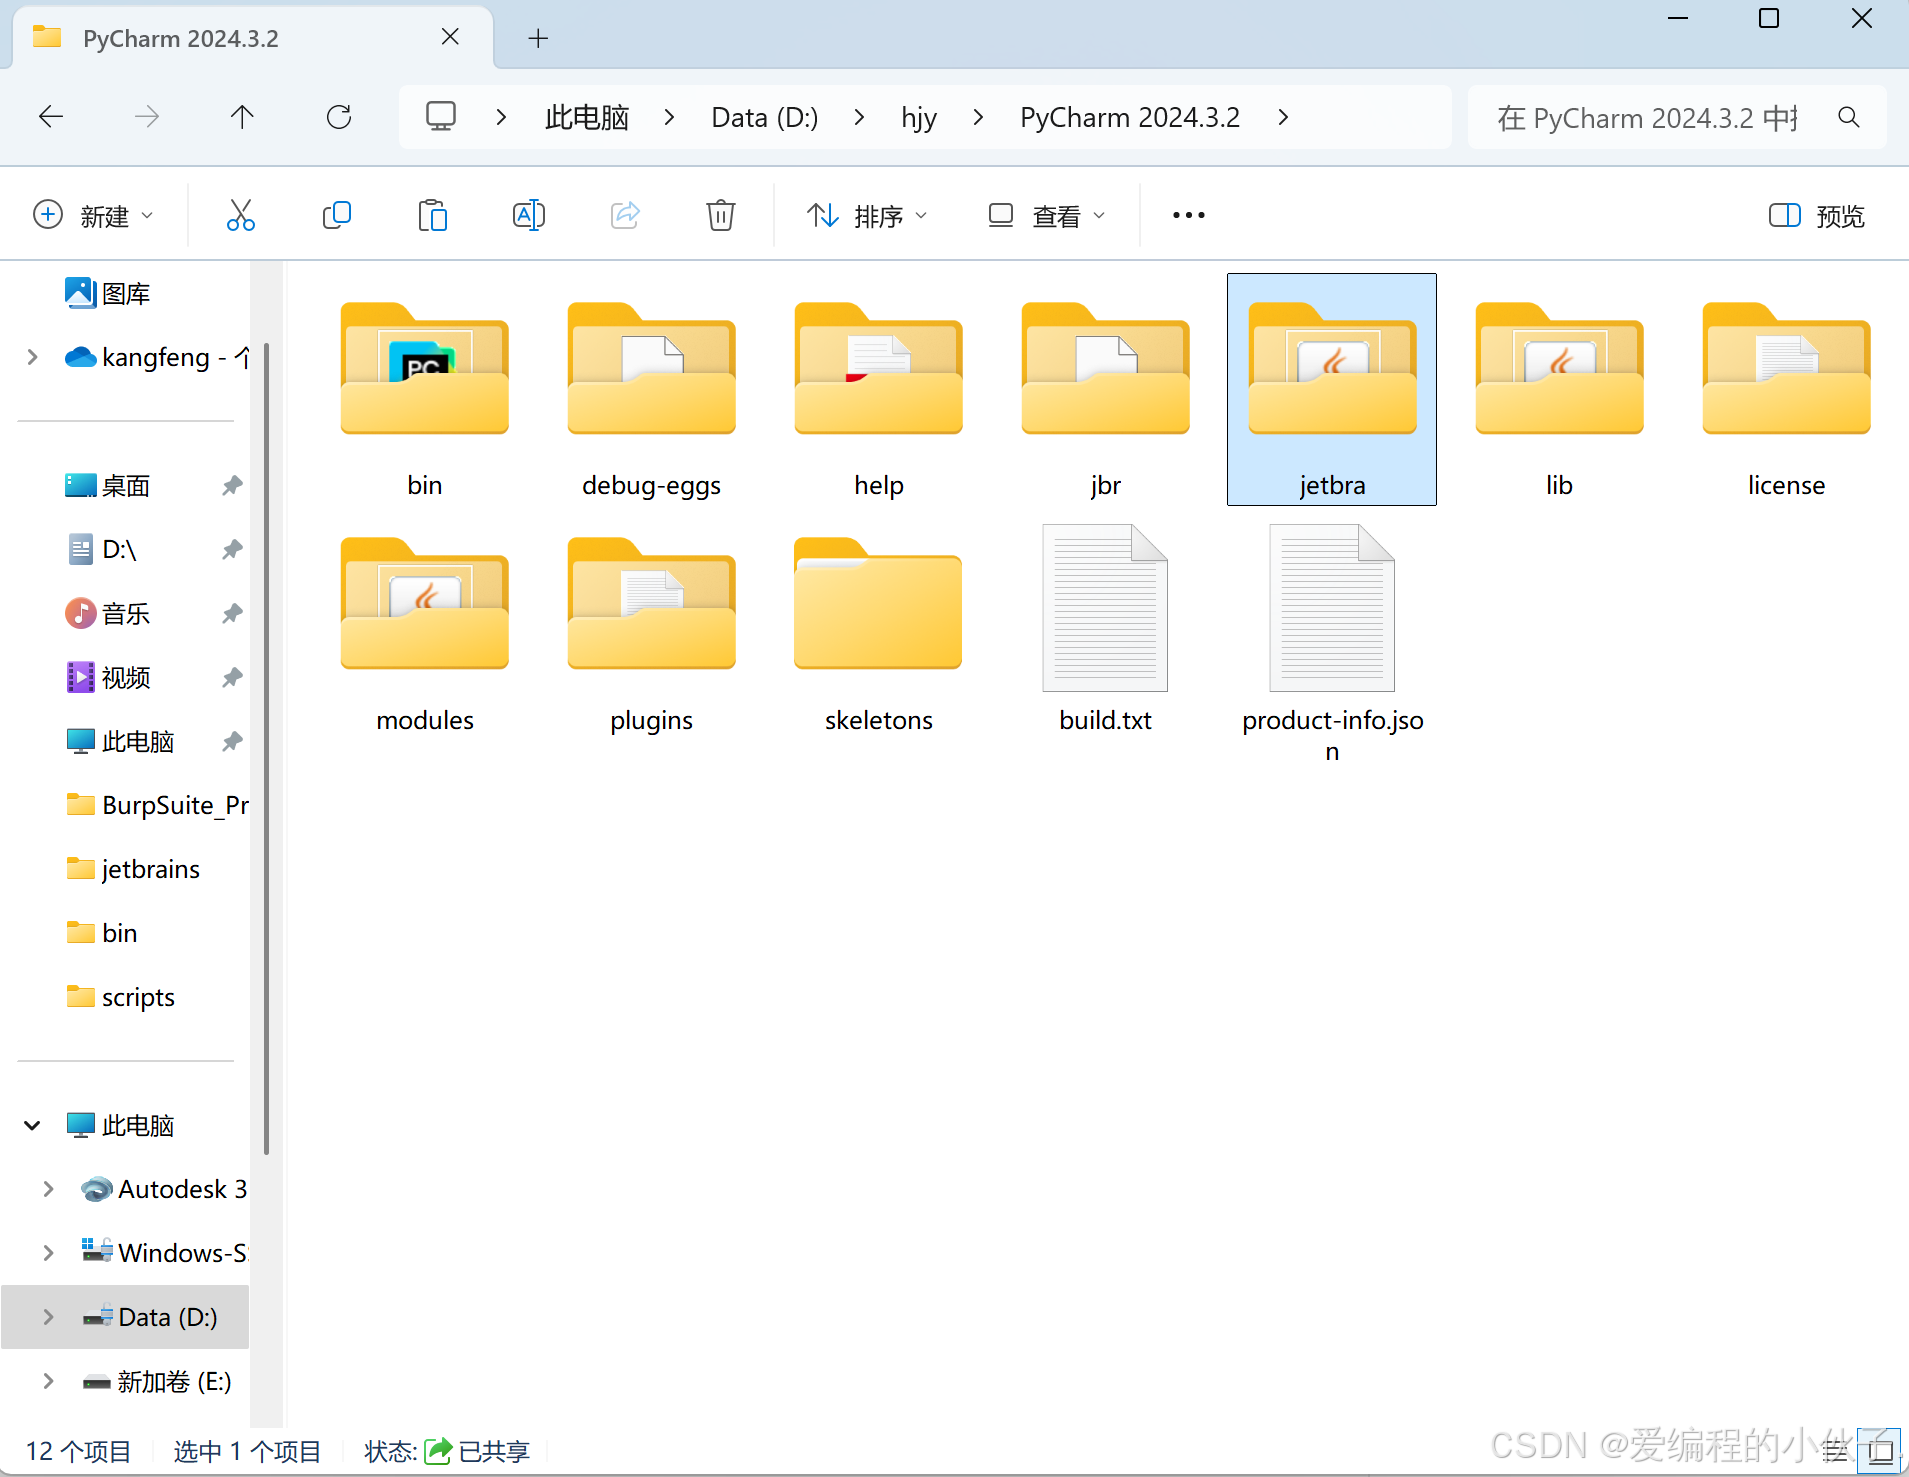 PyCharm 2024.3.2
此电脑 Data (D:) hjy PyCharm 2024.3.2
在 PyCharm 2024.3.2 中
新建 排序 查看 预览
图库
kangfeng -
桌面
D:\
音乐
视频
此电脑
BurpSuite_Pr
jetbrains
bin
scripts
此电脑
Autodesk 3
Windows-S
Data (D:)
新加卷 (E:)
PC
bin debug-eggs help jbr jetbra lib license
modules plugins skeletons build.txt product-info.jso
n
12 个项目 选中 1 个项目 状态: 已共享
CSDN @爱编程的小伙子